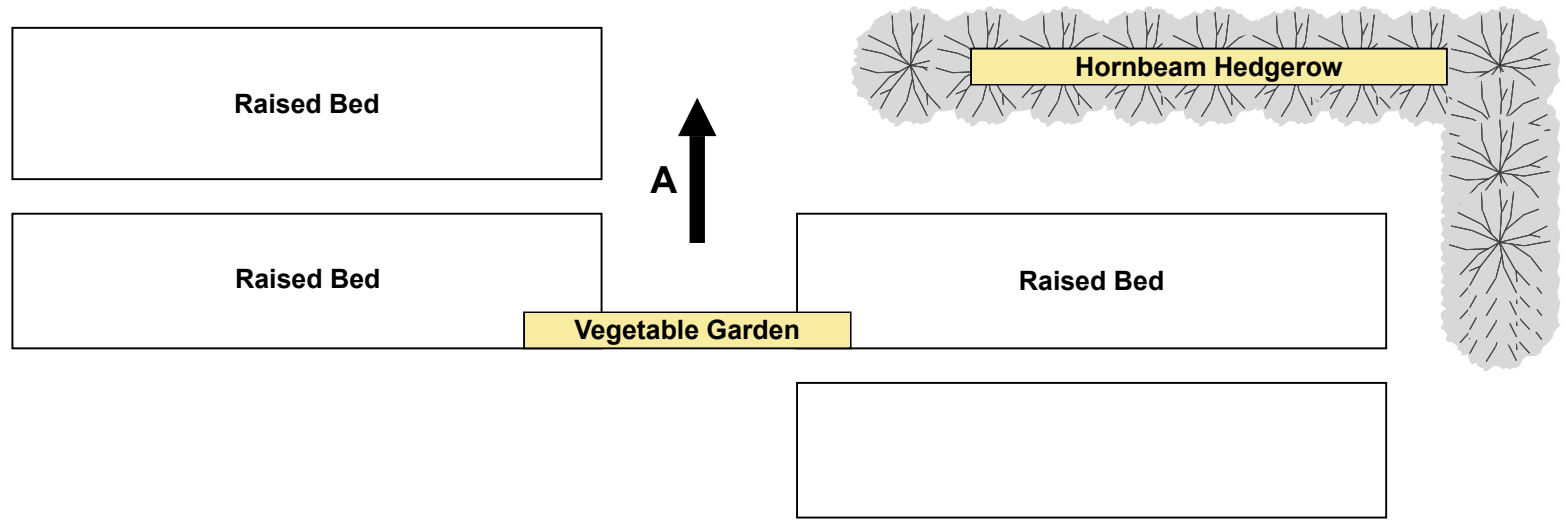 Hornbeam Hedgerow
Raised Bed
A
Raised Bed
Raised Bed
Vegetable Garden